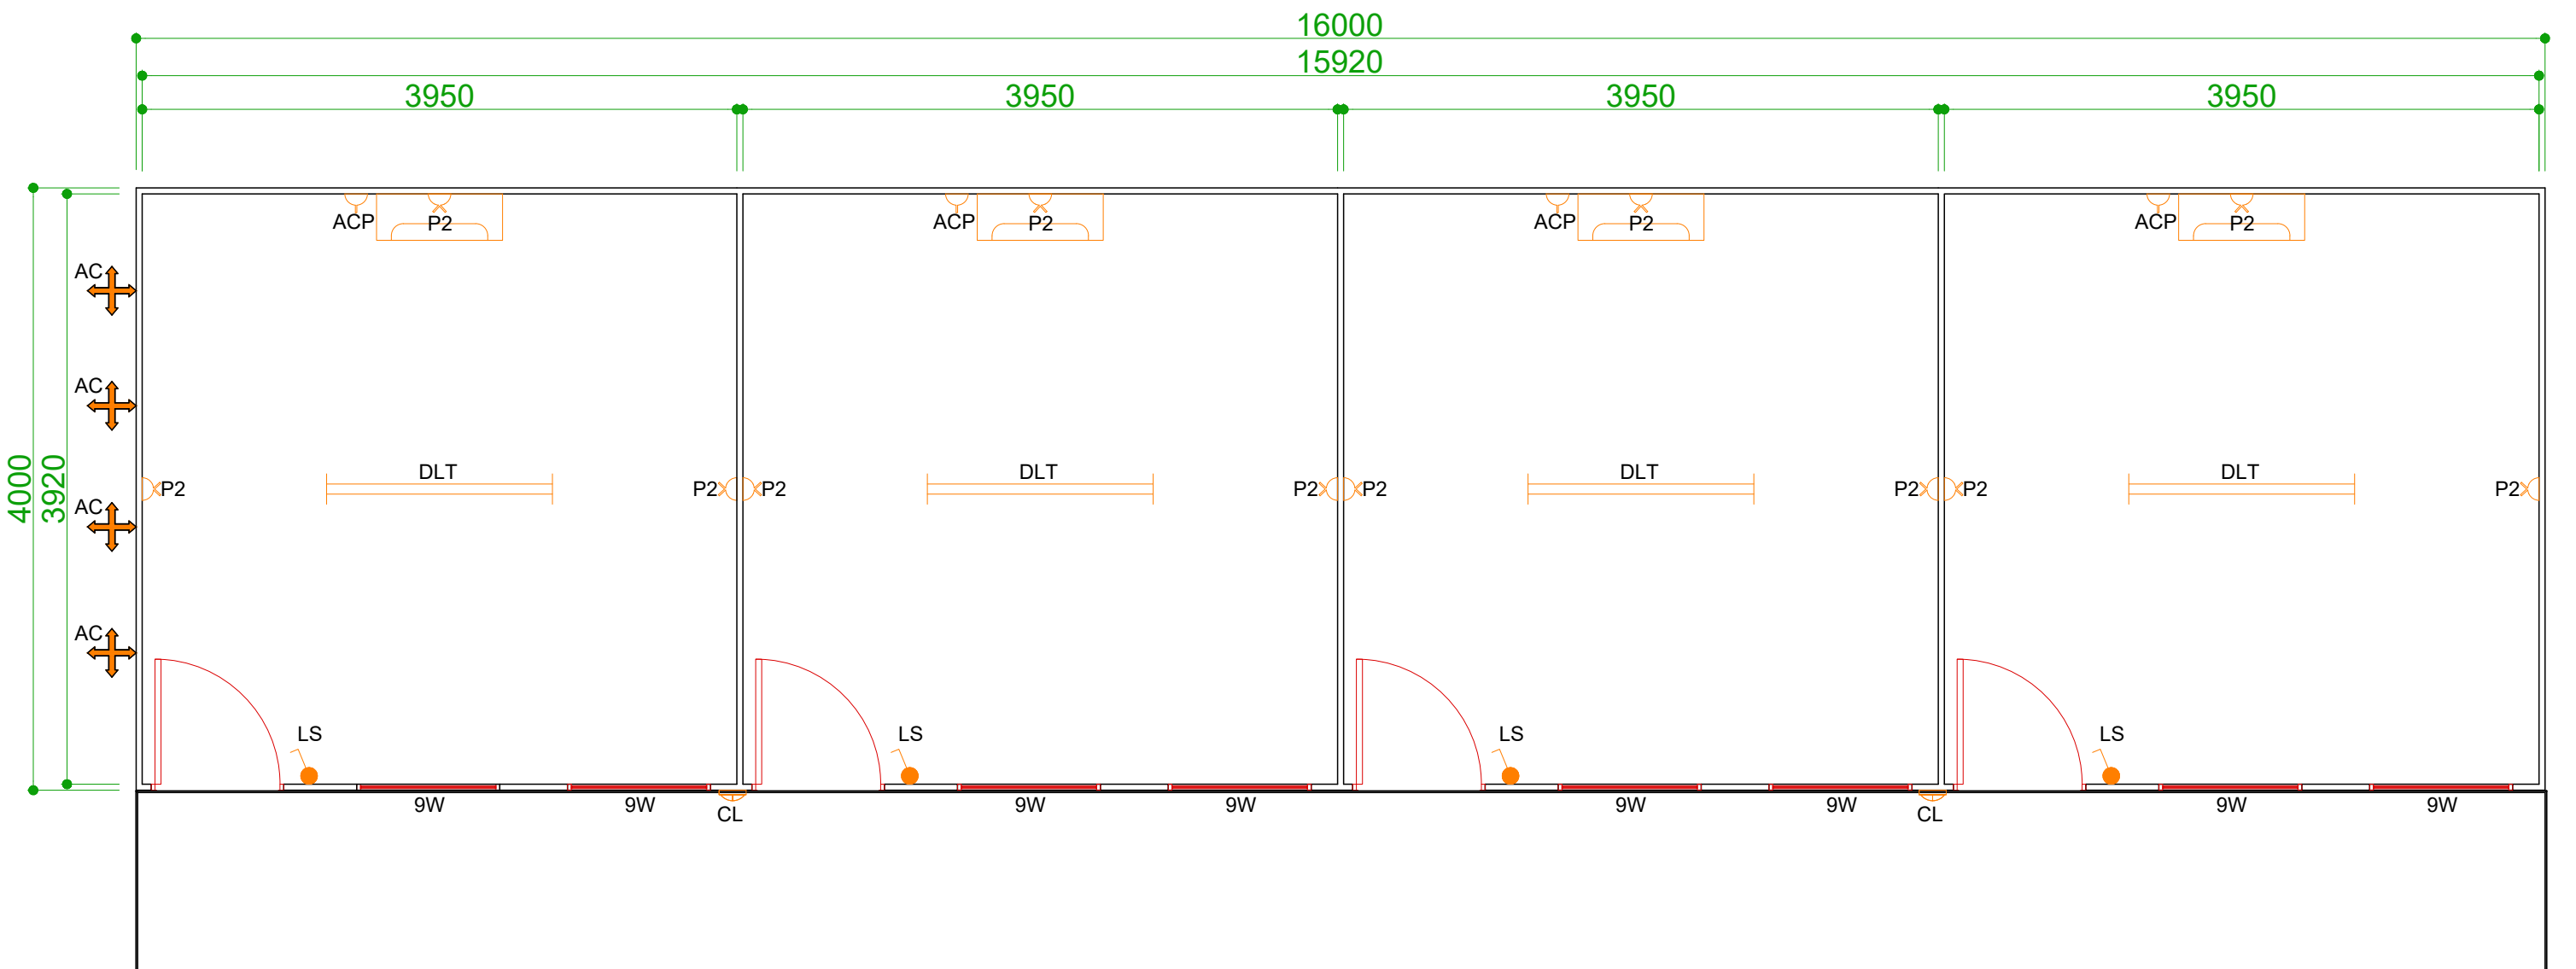 16000
15920
3950 3950 3950 3950
ACP P2 ACP P2 ACP P2 ACP P2
AC
AC
4000
3920
DLT DLT DLT DLT
P2 P2 P2 P2 P2 P2 P2 P2
AC
AC
LS LS LS LS
9W 9W 9W 9W 9W 9W 9W 9W
CL CL